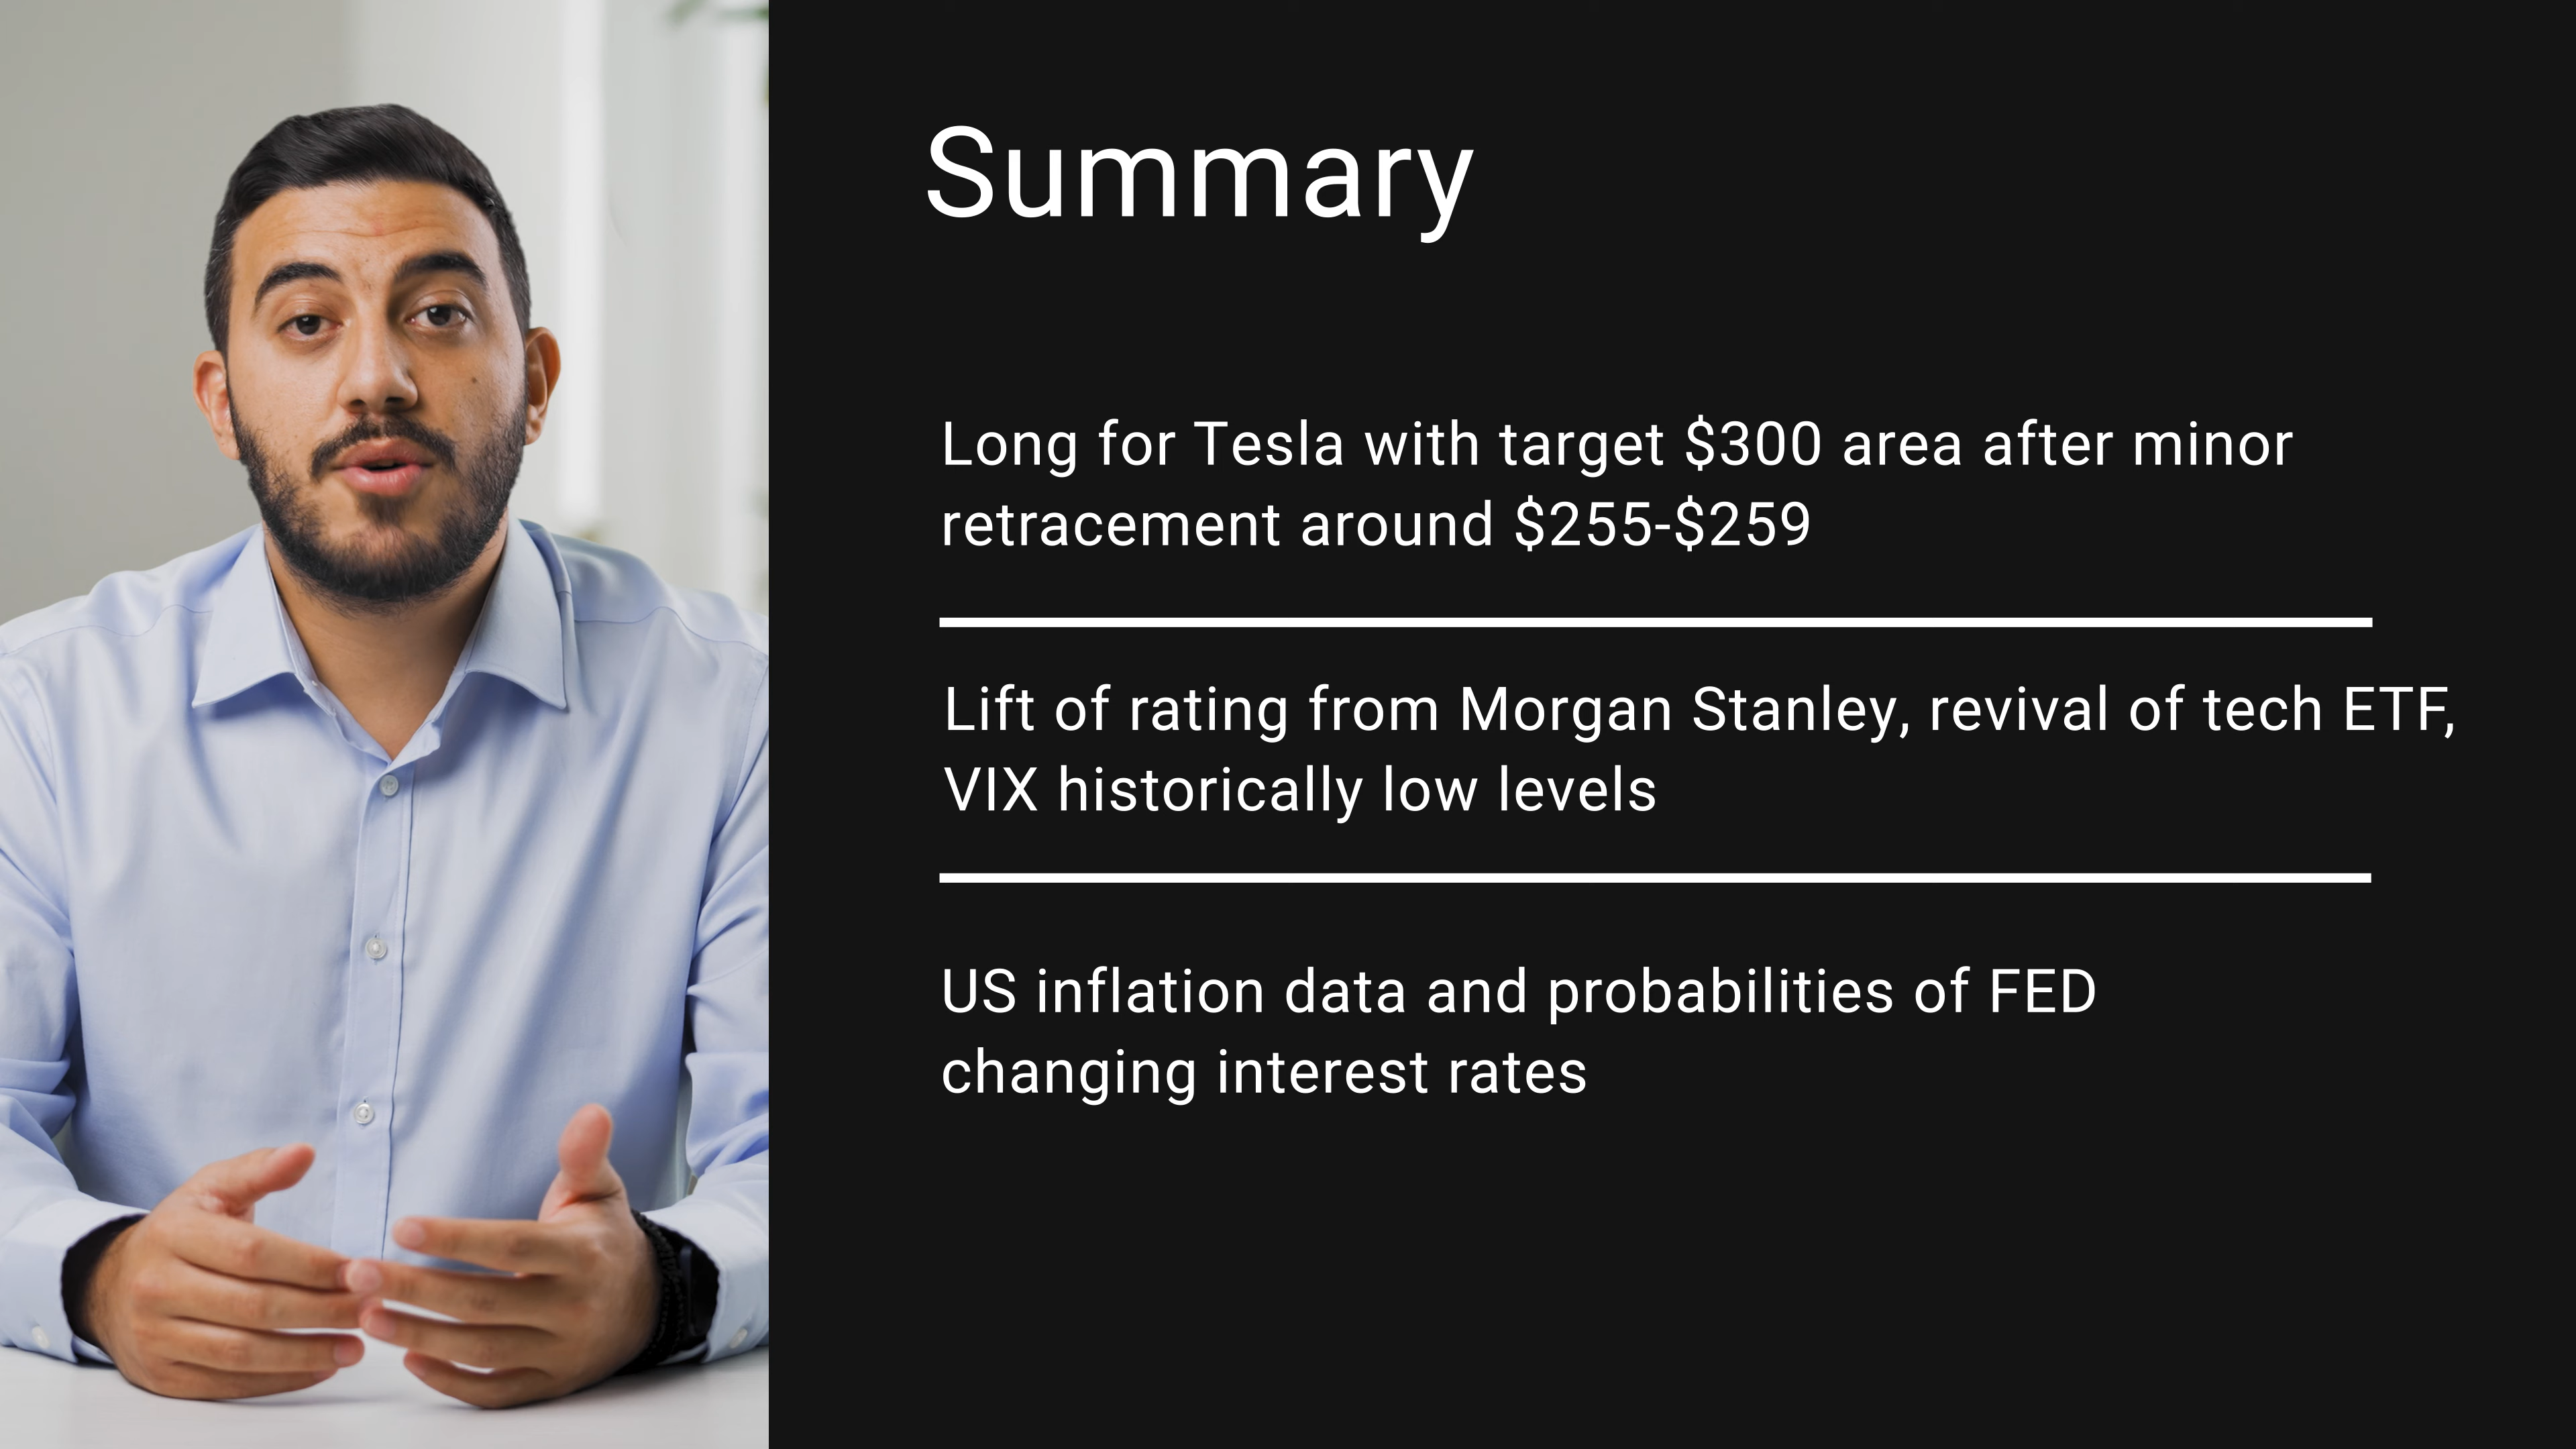 Summary
Long for Tesla with target $300 area after minor
retracement around $255-$259
Lift of rating from Morgan Stanley, revival of tech ETF,
VIX historically low levels
US inflation data and probabilities of FED
changing interest rates